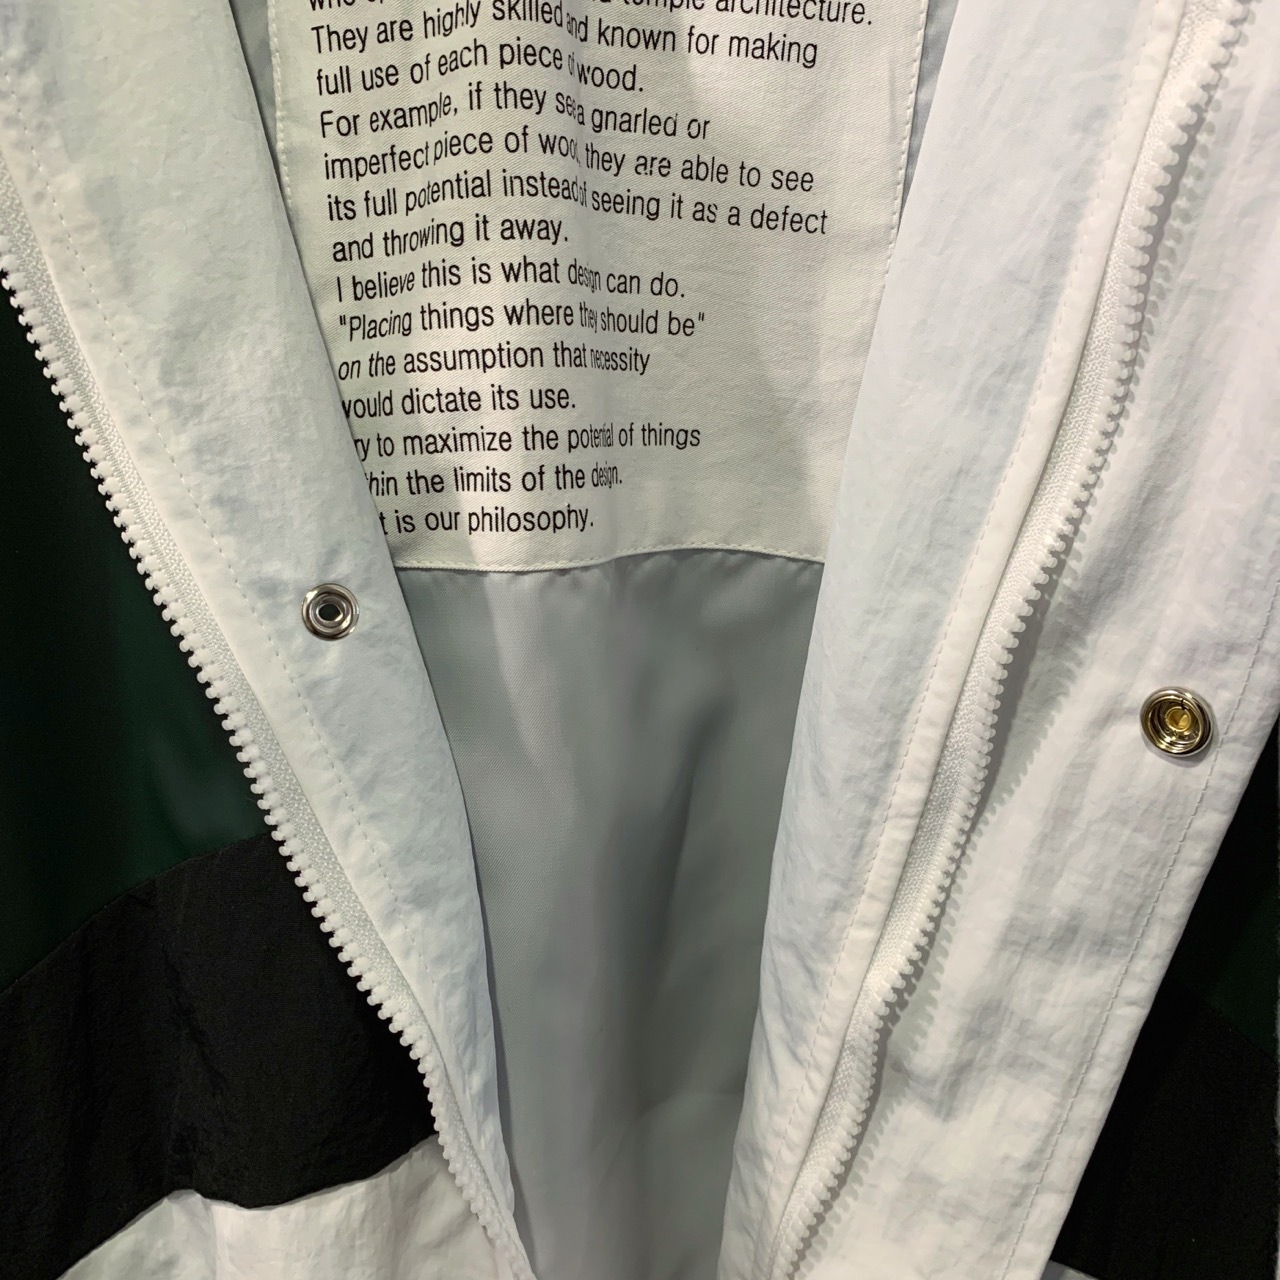 temple architecture.
They are highly skilled and known for making
full use of each piece of wood.
For example, if they see a gnarled or
imperfect piece of wood, they are able to see
its full potential instead of seeing it as a defect
and throwing it away.
I believe this is what design can do.
"Placing things where they should be"
on the assumption that necessity
would dictate its use.
ry to maximize the potential of things
hin the limits of the design.
t is our philosophy.